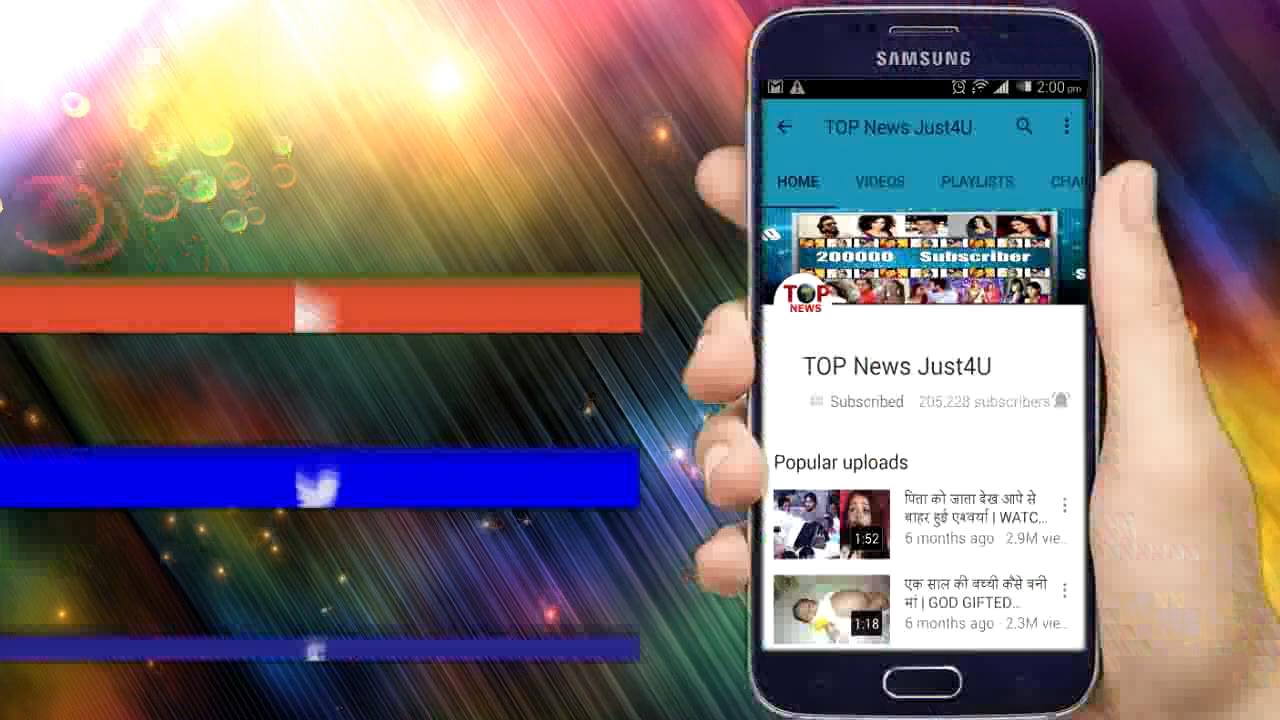 SAMSUNG
2:00 pm
TOP News Just4U
HOME VIDEOS PLAYLISTS CHA
200000 Subscriber
TOP
NEWS
TOP News Just4U
Subscribed 205,228 subscribers
Popular uploads
पिता को जाता देख आपे से
बाहर हुई एश्वर्या | WATC...
6 months ago · 2.9M vie..
1:52
एक साल की बच्ची कैसे बनी
मां | GOD GIFTED...
6 months ago · 2.3M vie..
1:18